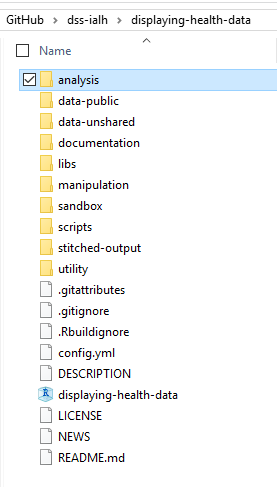 GitHub > dss-ialh > displaying-health-data
Name
analysis
data-public
data-unshared
documentation
libs
manipulation
sandbox
scripts
stitched-output
utility
.gitattributes
.gitignore
.Rbuildignore
config.yml
DESCRIPTION
displaying-health-data
LICENSE
NEWS
README.md